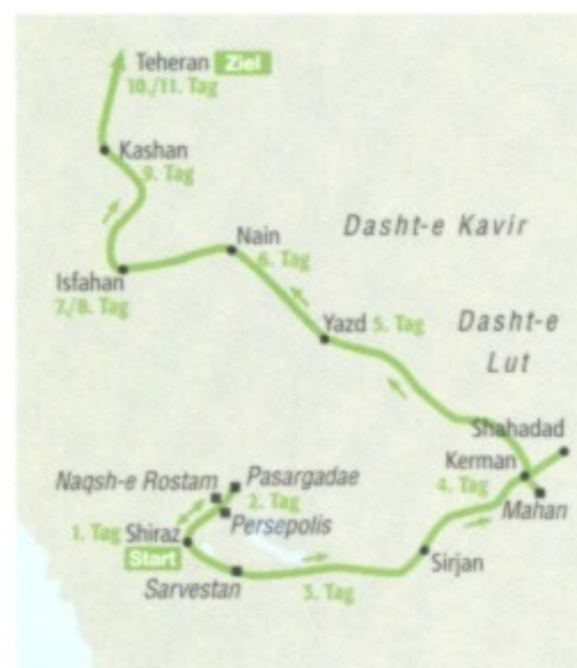 Teheran Ziel
10./11. Tag
Kashan
9. Tag
Nain
6. Tag
Dasht-e Kavir
Isfahan
7./8. Tag
Yazd 5. Tag
Dasht-e
Lut
Shahadad
Kerman
4. Tag
Mahan
Naqsh-e Rostam
Pasargadae
2. Tag
Persepolis
1. Tag Shiraz
Start
Sarvestan
3. Tag
Sirjan